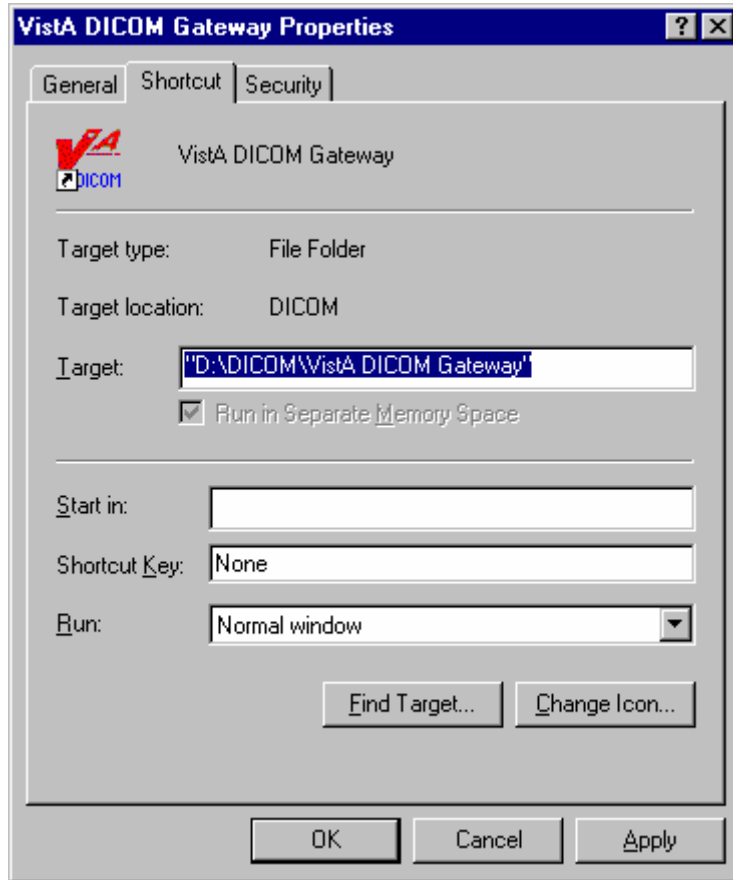 VistA DICOM Gateway Properties
General Shortcut Security
VistA
DICOM
VistA DICOM Gateway
Target type: File Folder
Target location: DICOM
Target: "D:\DICOM\VistA DICOM Gateway"
Run in Separate Memory Space
Start in:
Shortcut Key: None
Run: Normal window
Find Target... Change Icon...
OK Cancel Apply